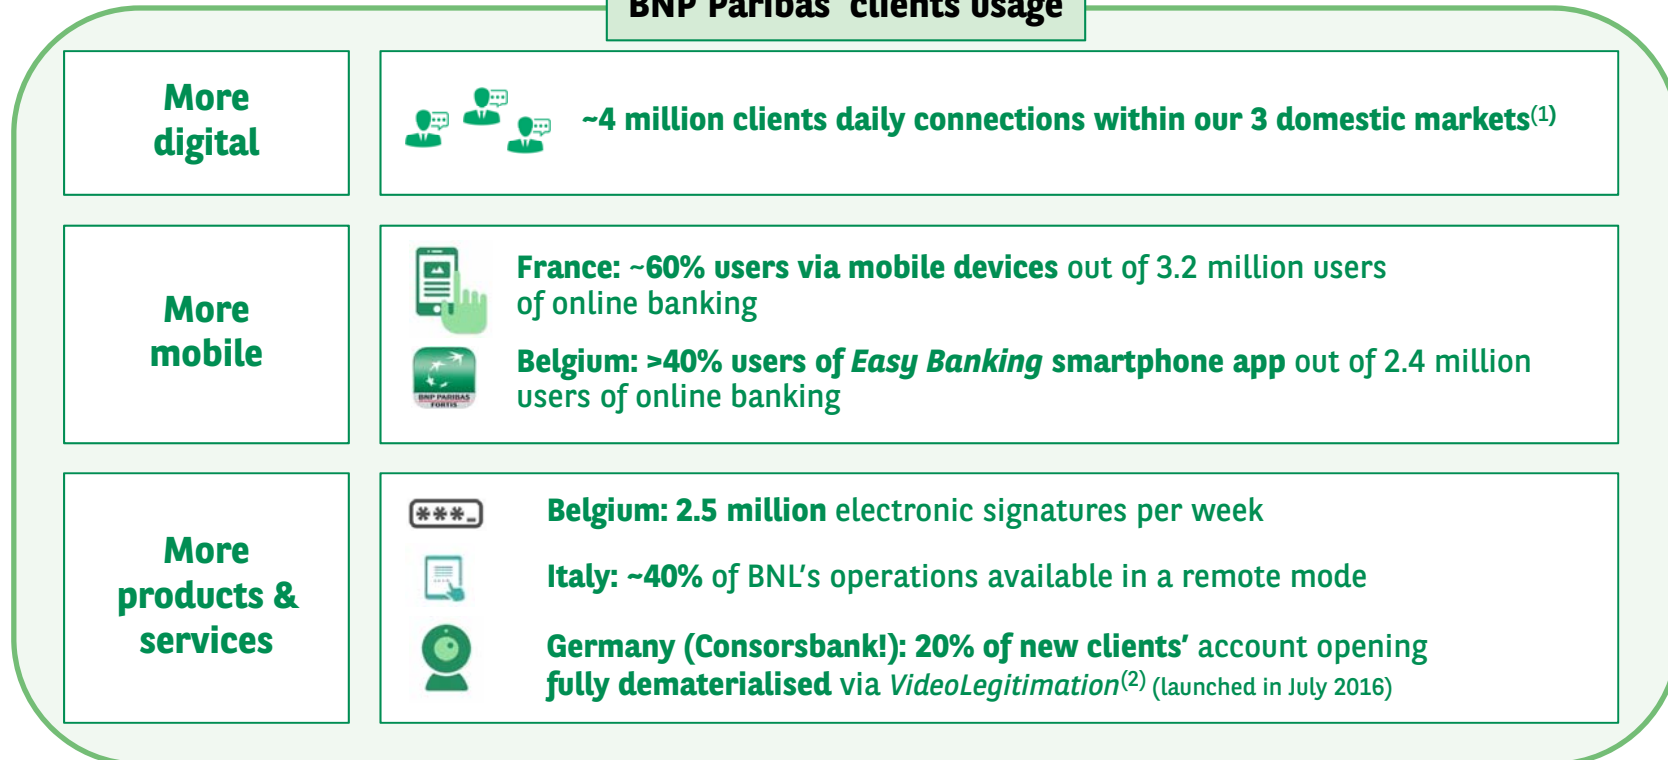 BNP Paribas' clients usage
More
digital
~4 million clients daily connections within our 3 domestic markets(1)
More
mobile
France: ~60% users via mobile devices out of 3.2 million users
of online banking
BNP PARIBAS
FORTIS
Belgium: >40% users of Easy Banking smartphone app out of 2.4 million
users of online banking
More
products &
services
***_
Belgium: 2.5 million electronic signatures per week
Italy: ~40% of BNL's operations available in a remote mode
Germany (Consorsbank!): 20% of new clients' account opening
fully dematerialised via VideoLegitimation(2) (launched in July 2016)